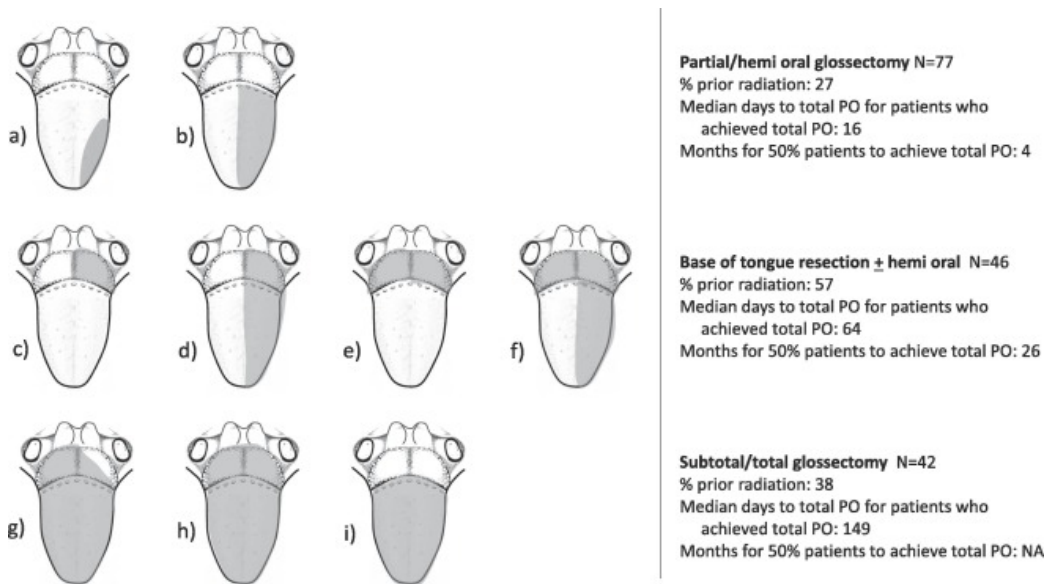 a)
b)
Partial/hemi oral glossectomy N=77
% prior radiation: 27
Median days to total PO for patients who
achieved total PO: 16
Months for 50% patients to achieve total PO: 4
c)
d)
e)
f)
Base of tongue resection ± hemi oral N=46
% prior radiation: 57
Median days to total PO for patients who
achieved total PO: 64
Months for 50% patients to achieve total PO: 26
g)
h)
i)
Subtotal/total glossectomy N=42
% prior radiation: 38
Median days to total PO for patients who
achieved total PO: 149
Months for 50% patients to achieve total PO: NA